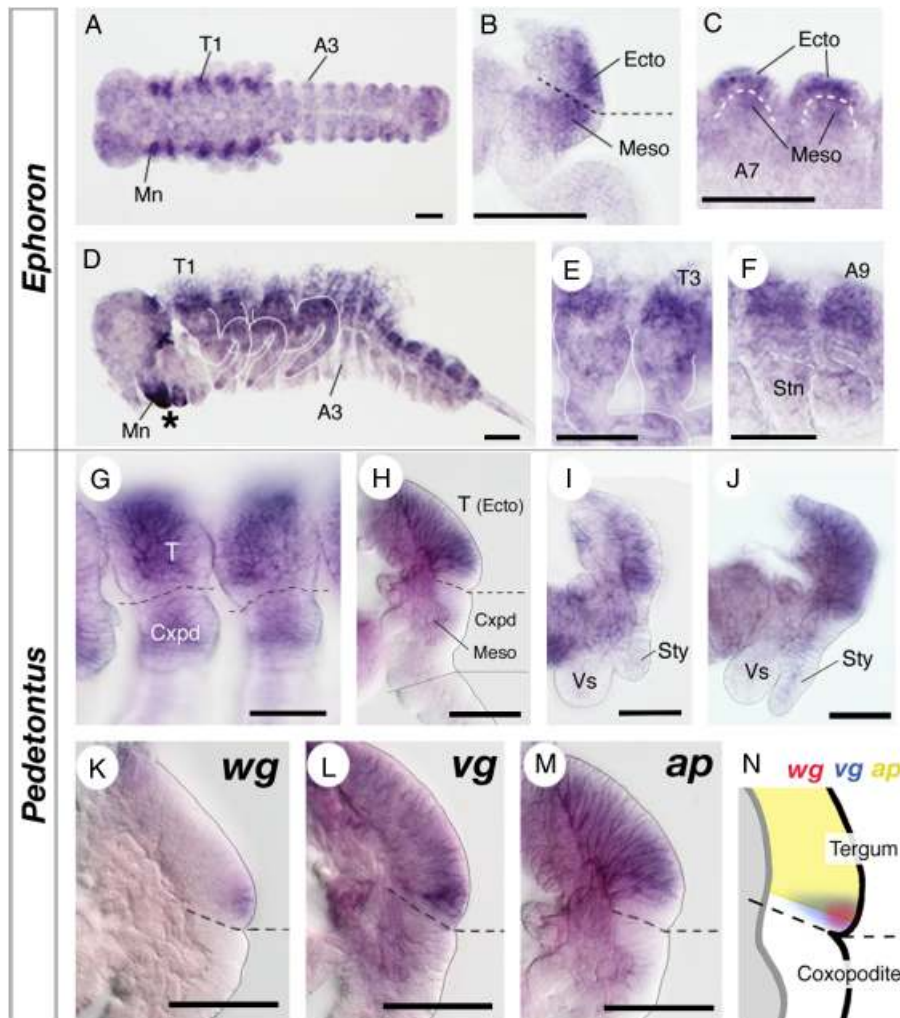 Ephoron
A
T1
A3
Mn
B
Ecto
Meso
C
Ecto
Meso
A7
D
T1
A3
Mn
*
E
T3
F
A9
Stn
Pedetontus
G
T
Cxpd
H
T (Ecto)
Cxpd
Meso
I
Vs
Sty
J
Vs
Sty
K
wg
L
vg
M
ap
N
wg vg ap
Tergum
Coxopodite